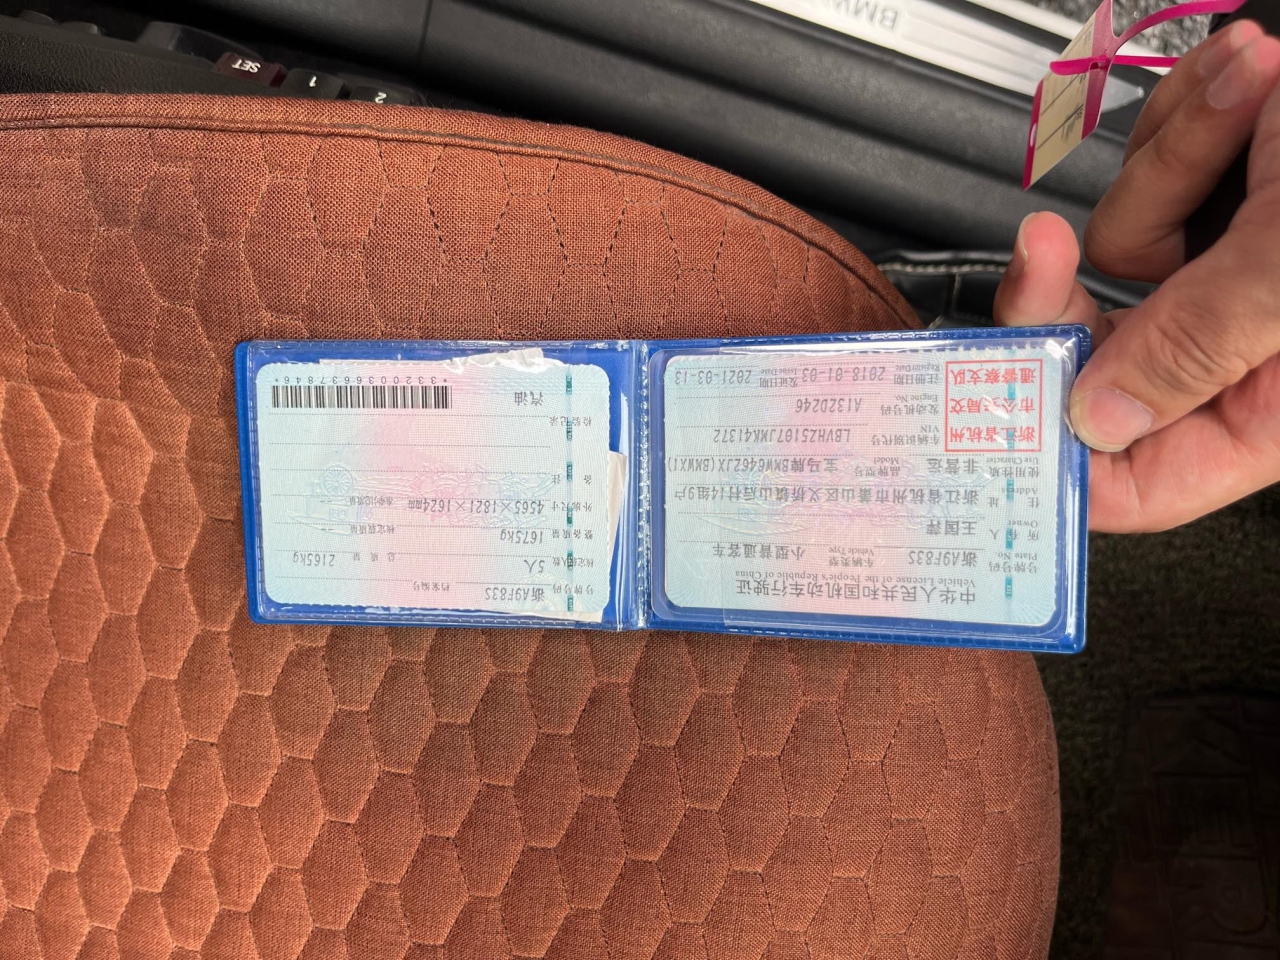 中华人民共和国机动车行驶证
Vehicle License of the People's Republic of China
号牌号码 Plate No. 浙A9F83S 车辆类型 Vehicle Type 小型普通客车
所有人 Owner 王国萍
住址 Address 浙江省杭州市萧山区义桥镇山后村14组9户
使用性质 Use Character 非营运 品牌型号 Model 宝马牌BMW6462JX(BMWX1)
浙江省杭州
市公安局交
通警察支队
车辆识别代号 VIN LBVHZ5107JMK41372
发动机号码 Engine No. A132D246
注册日期 Register Date 2018-01-03 发证日期 Issue Date 2021-03-13
号牌号码 浙A9F83S 档案编号
核定载人数 5人 总质量 2165kg
整备质量 1675kg 核定载质量 --
外廓尺寸 4565×1821×1624mm 准牵引总质量 --
备注
检验记录
汽油
*3320036637846*
SET
1
2
BMW